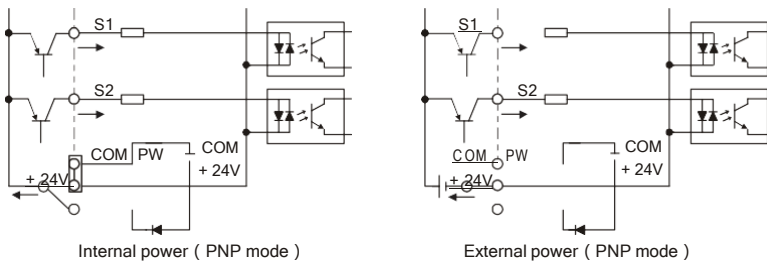 S1
S2
COM PW COM
+ 24V + 24V
Internal power ( PNP mode )
S1
S2
COM PW COM
+ 24V + 24V
External power ( PNP mode )